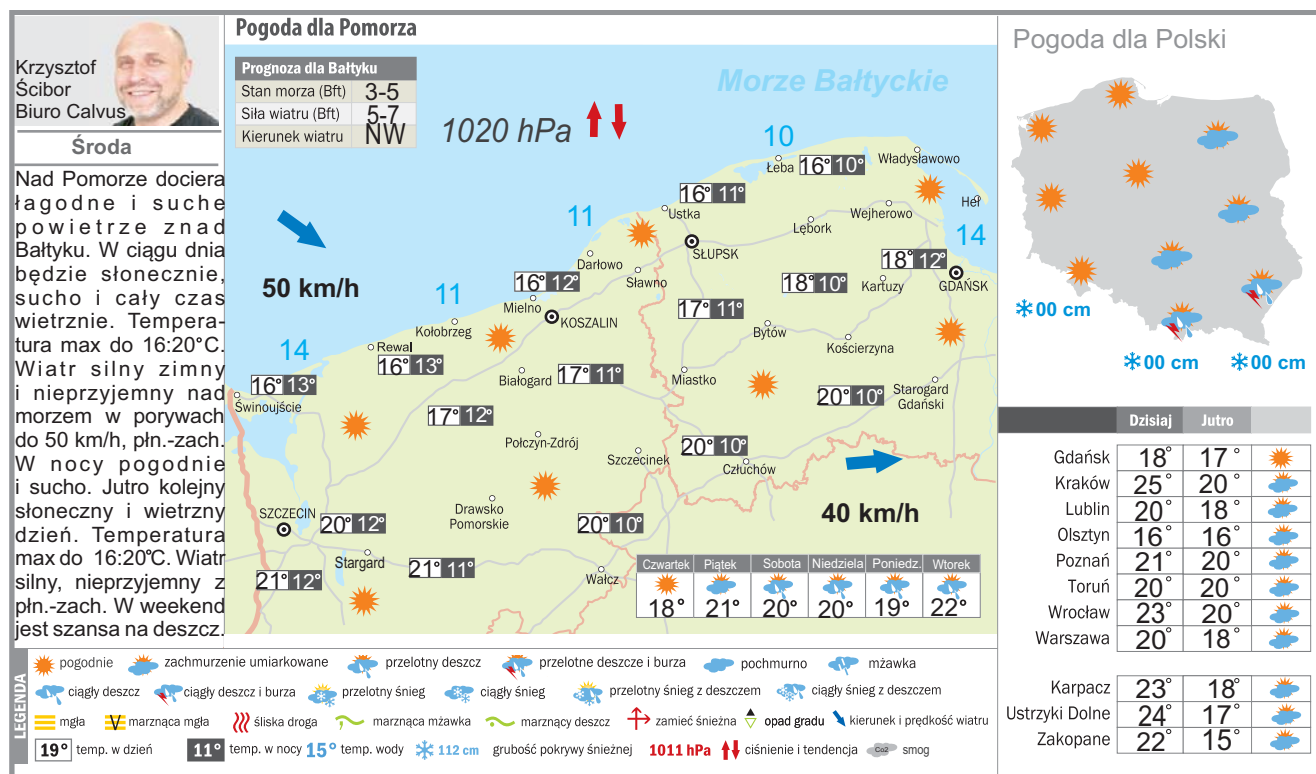 Krzysztof
Ścibor
Biuro Calvus
Środa
Nad Pomorze dociera
łagodne i suche
powietrze znad
Bałtyku. W ciągu dnia
będzie słonecznie,
sucho i cały czas
wietrznie. Tempera-
tura max do 16:20°C.
Wiatr silny zimny
i nieprzyjemny nad
morzem w porywach
do 50 km/h, płn.-zach.
W nocy pogodnie
i sucho. Jutro kolejny
słoneczny i wietrzny
dzień. Temperatura
max do 16:20°C. Wiatr
silny, nieprzyjemny z
płn.-zach. W weekend
jest szansa na deszcz.
Pogoda dla Pomorza
Prognoza dla Bałtyku
Stan morza (Bft) 3-5
Siła wiatru (Bft) 5-7
Kierunek wiatru NW
1020 hPa
Morze Bałtyckie
10
Łeba 16° 10°
Władysławowo
Hel
16° 11°
Ustka
11
Lębork
Wejherowo
14
SŁUPSK
18° 12°
GDAŃSK
50 km/h
Darłowo
16° 12°
Sławno
18° 10°
Kartuzy
11
Mielno
KOSZALIN
17° 11°
Kołobrzeg
Bytów
Kościerzyna
14
Rewal
16° 13°
16° 13°
Świnoujście
Białogard
17° 11°
Miastko
20° 10°
Starogard
Gdański
17° 12°
Połczyn-Zdrój
Szczecinek
20° 10°
Człuchów
40 km/h
Drawsko
Pomorskie
SZCZECIN
20° 12°
20° 10°
Stargard
21° 12°
21° 11°
Wałcz
Czwartek Piątek Sobota Niedziela Poniedz. Wtorek
18° 21° 20° 20° 19° 22°
Pogoda dla Polski
00 cm
00 cm
00 cm
Dzisiaj Jutro
Gdańsk 18° 17°
Kraków 25° 20°
Lublin 20° 18°
Olsztyn 16° 16°
Poznań 21° 20°
Toruń 20° 20°
Wrocław 23° 20°
Warszawa 20° 18°
Karpacz 23° 18°
Ustrzyki Dolne 24° 17°
Zakopane 22° 15°
LEGENDA
pogodnie zachmurzenie umiarkowane przelotny deszcz przelotne deszcze i burza pochmurno mżawka
ciągły deszcz ciągły deszcz i burza przelotny śnieg ciągły śnieg przelotny śnieg z deszczem ciągły śnieg z deszczem
mgła marznąca mgła śliska droga marznąca mżawka marznący deszcz zamieć śnieżna opad gradu kierunek i prędkość wiatru
19° temp. w dzień 11° temp. w nocy 15° temp. wody 112 cm grubość pokrywy śnieżnej 1011 hPa ciśnienie i tendencja Co2 smog